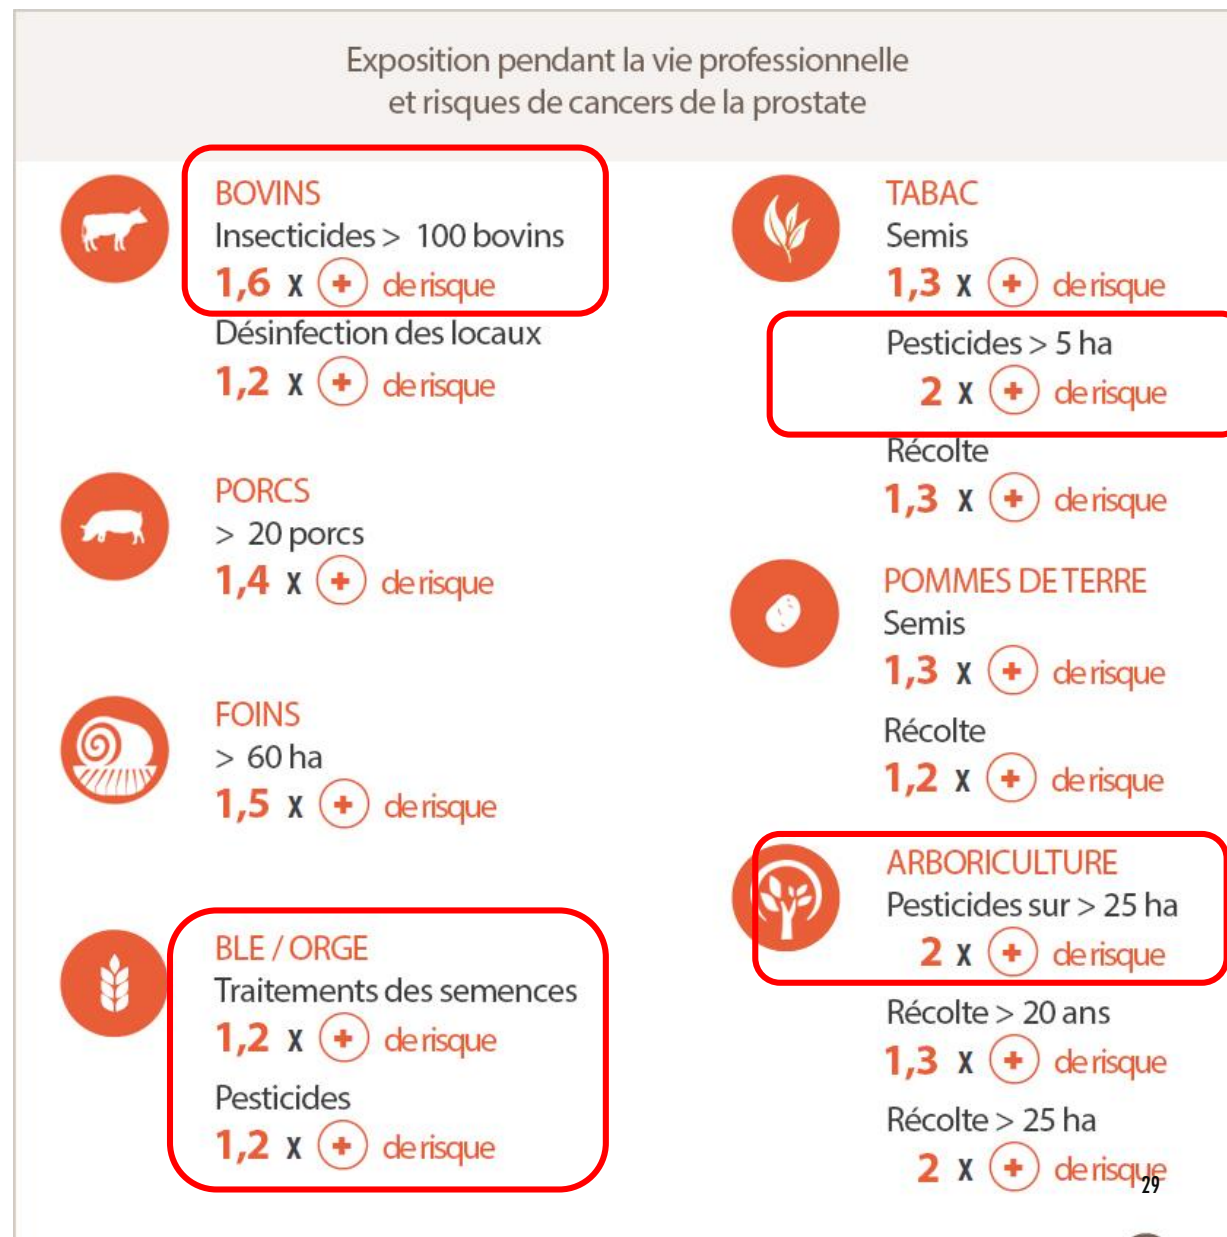 Exposition pendant la vie professionnelle
et risques de cancers de la prostate
BOVINS
Insecticides > 100 bovins
1,6 x + de risque
Désinfection des locaux
1,2 x + de risque
PORCS
> 20 porcs
1,4 x + de risque
FOINS
> 60 ha
1,5 x + de risque
BLE / ORGE
Traitements des semences
1,2 x + de risque
Pesticides
1,2 x + de risque
TABAC
Semis
1,3 x + de risque
Pesticides > 5 ha
2 x + de risque
Récolte
1,3 x + de risque
POMMES DE TERRE
Semis
1,3 x + de risque
Récolte
1,2 x + de risque
ARBORICULTURE
Pesticides sur > 25 ha
2 x + de risque
Récolte > 20 ans
1,3 x + de risque
Récolte > 25 ha
2 x + de risque
29